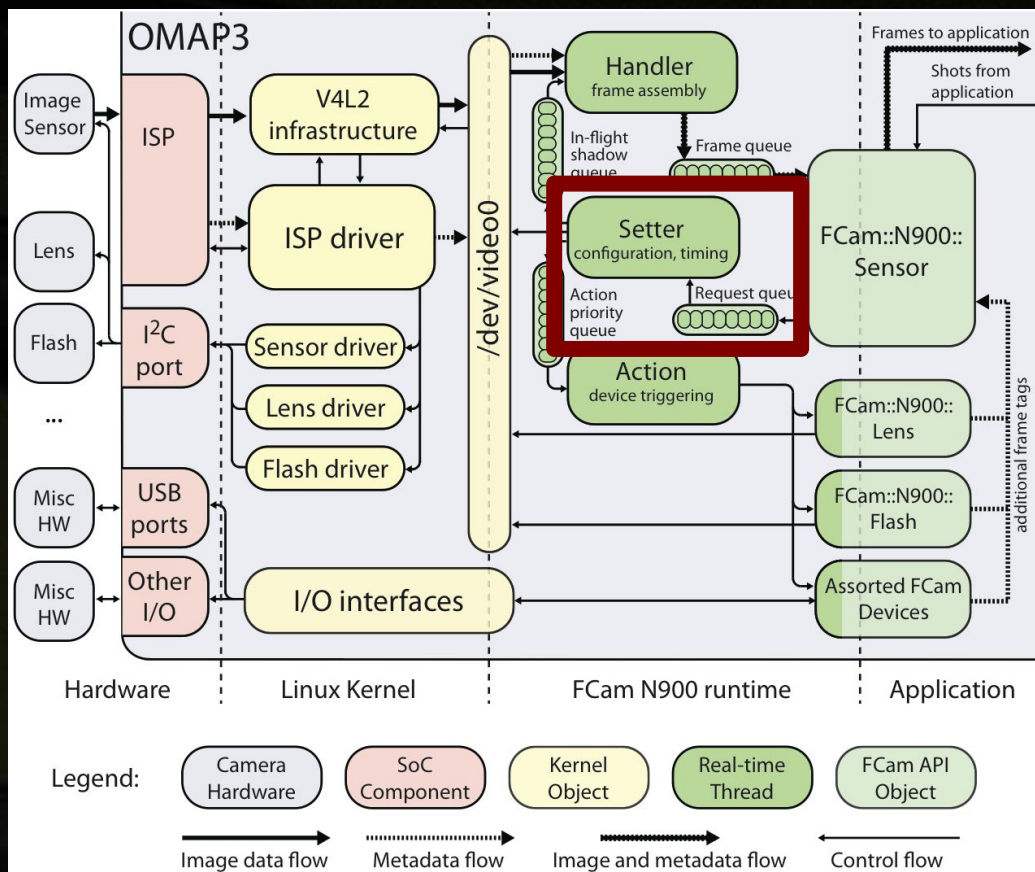 OMAP3
Image
Sensor
Lens
Flash
...
Misc
HW
Misc
HW
ISP
I²C
port
USB
ports
Other
I/O
V4L2
infrastructure
ISP driver
Sensor driver
Lens driver
Flash driver
I/O interfaces
/dev/video0
Handler
frame assembly
In-flight
shadow
queue
Frame queue
Setter
configuration, timing
Action
priority
queue
Request queu
Action
device triggering
Frames to application
Shots from
application
FCam::N900::
Sensor
FCam::N900::
Lens
FCam::N900::
Flash
Assorted FCam
Devices
additional frame tags
Hardware
Linux Kernel
FCam N900 runtime
Application
Legend:
Camera
Hardware
SoC
Component
Kernel
Object
Real-time
Thread
FCam API
Object
Image data flow
Metadata flow
Image and metadata flow
Control flow